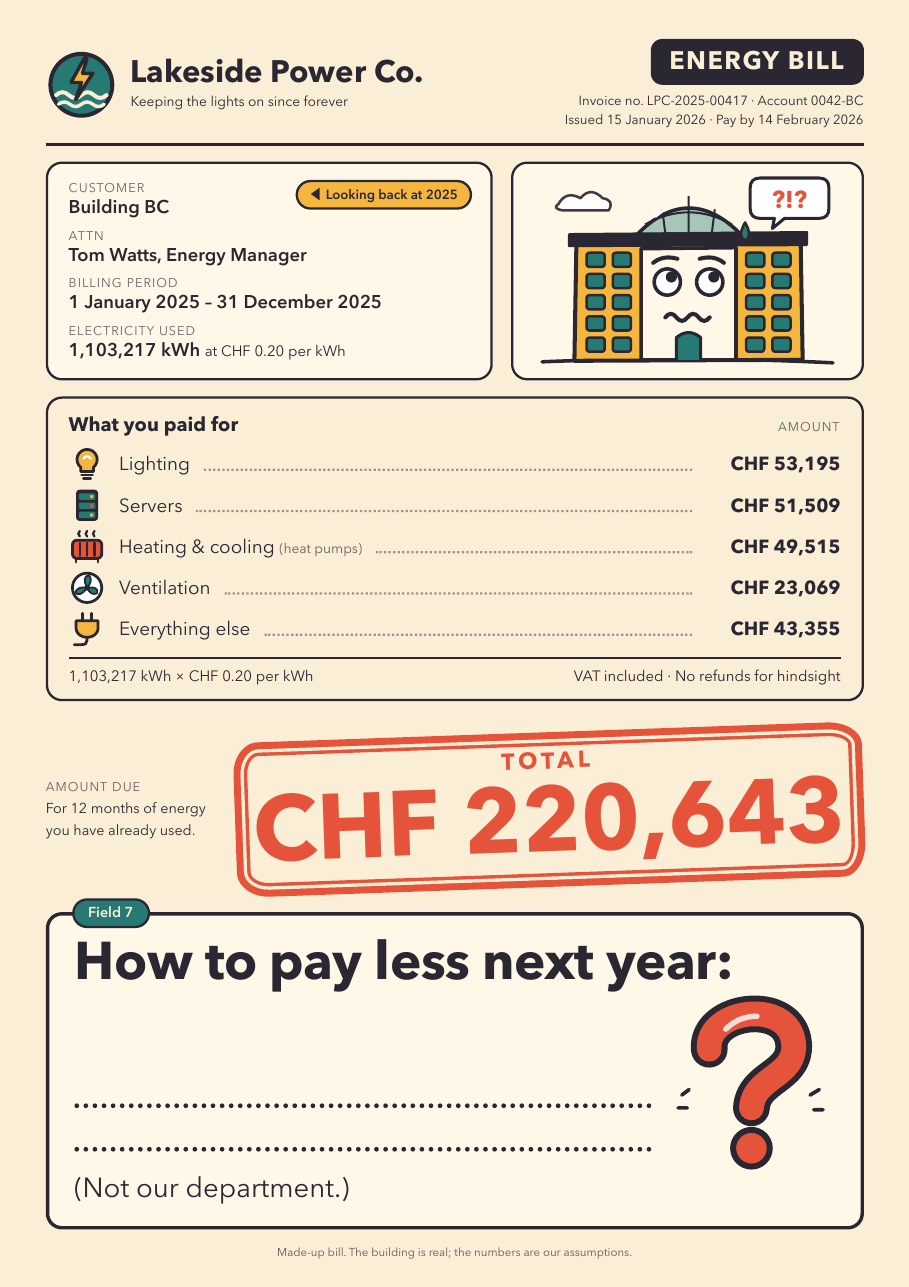 Lakeside Power Co.
Keeping the lights on since forever
ENERGY BILL
Invoice no. LPC-2025-00417 · Account 0042-BC
Issued 15 January 2026 · Pay by 14 February 2026
CUSTOMER
Building BC
Looking back at 2025
ATTN
Tom Watts, Energy Manager
BILLING PERIOD
1 January 2025 – 31 December 2025
ELECTRICITY USED
1,103,217 kWh at CHF 0.20 per kWh
?!?
What you paid for AMOUNT
Lighting CHF 53,195
Servers CHF 51,509
Heating & cooling (heat pumps) CHF 49,515
Ventilation CHF 23,069
Everything else CHF 43,355
1,103,217 kWh × CHF 0.20 per kWh VAT included · No refunds for hindsight
AMOUNT DUE
For 12 months of energy
you have already used.
TOTAL
CHF 220,643
Field 7
How to pay less next year:
?
(Not our department.)
Made-up bill. The building is real; the numbers are our assumptions.